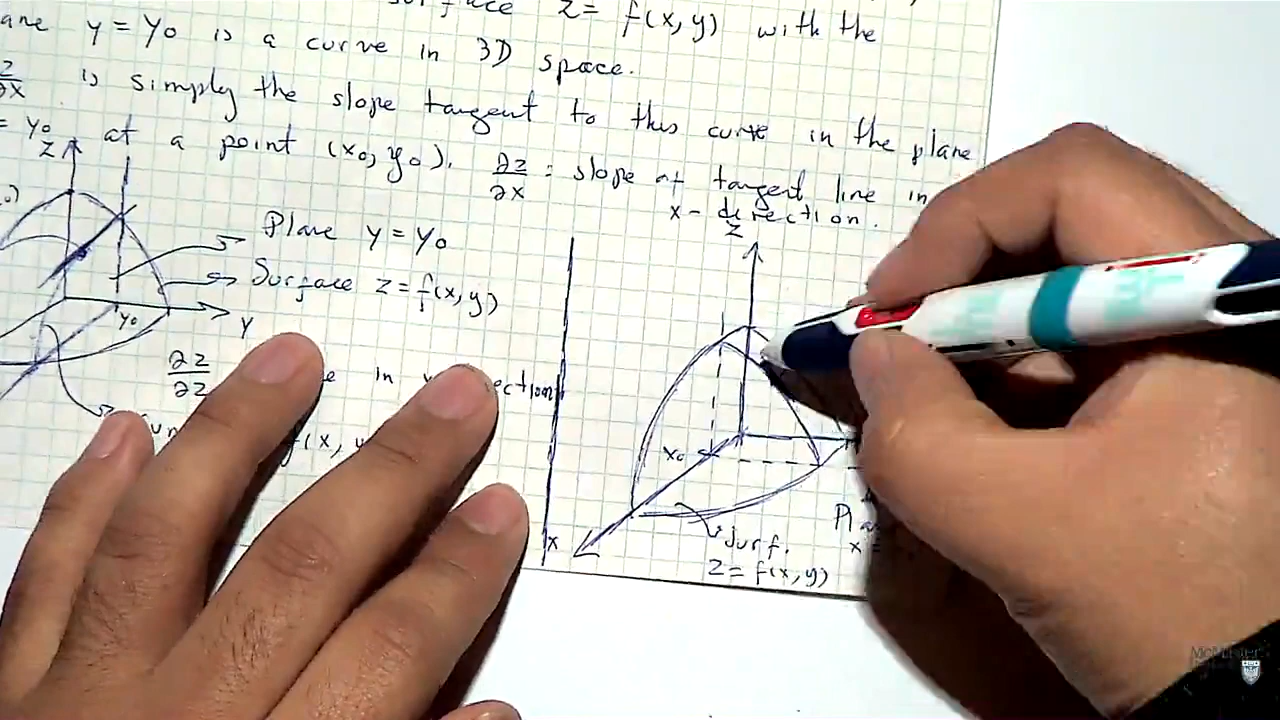 surface z = f(x, y) with the
y = y₀ is a curve in 3D space.
∂x is simply the slope tangent to this curve in the plane
= y₀ at a point (x₀, y₀). ∂z/∂x = slope at tangent line in
x - direction.
z
z
Plane y = y₀
Surface z = f(x, y)
y₀
y
∂z/∂z
in
x₀
x
surf.
z = f(x, y)
x =
McMaster